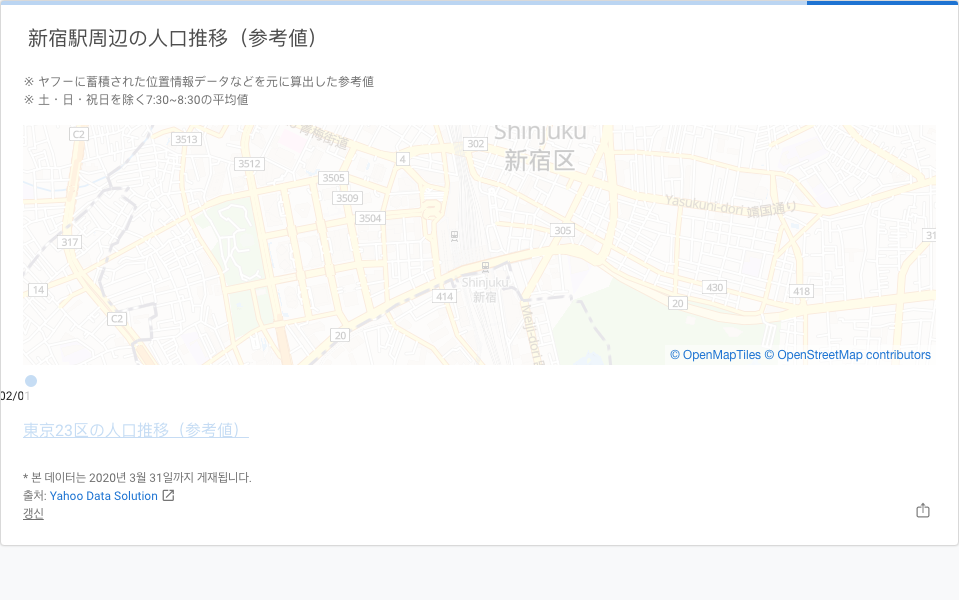 新宿駅周辺の人口推移（参考値）
※ ヤフーに蓄積された位置情報データなどを元に算出した参考値
※ 土・日・祝日を除く7:30~8:30の平均値
C2
3513
青梅街道
302
Shinjuku
新宿区
3512
4
3505
3509
Yasukuni-dori 靖国通り
3504
305
317
31
Shinjuku
新宿
14
414
430
418
20
C2
20
Meiji-dori
© OpenMapTiles © OpenStreetMap contributors
02/01
東京23区の人口推移（参考値）
* 본 데이터는 2020년 3월 31일까지 게재됩니다.
출처: Yahoo Data Solution
갱신